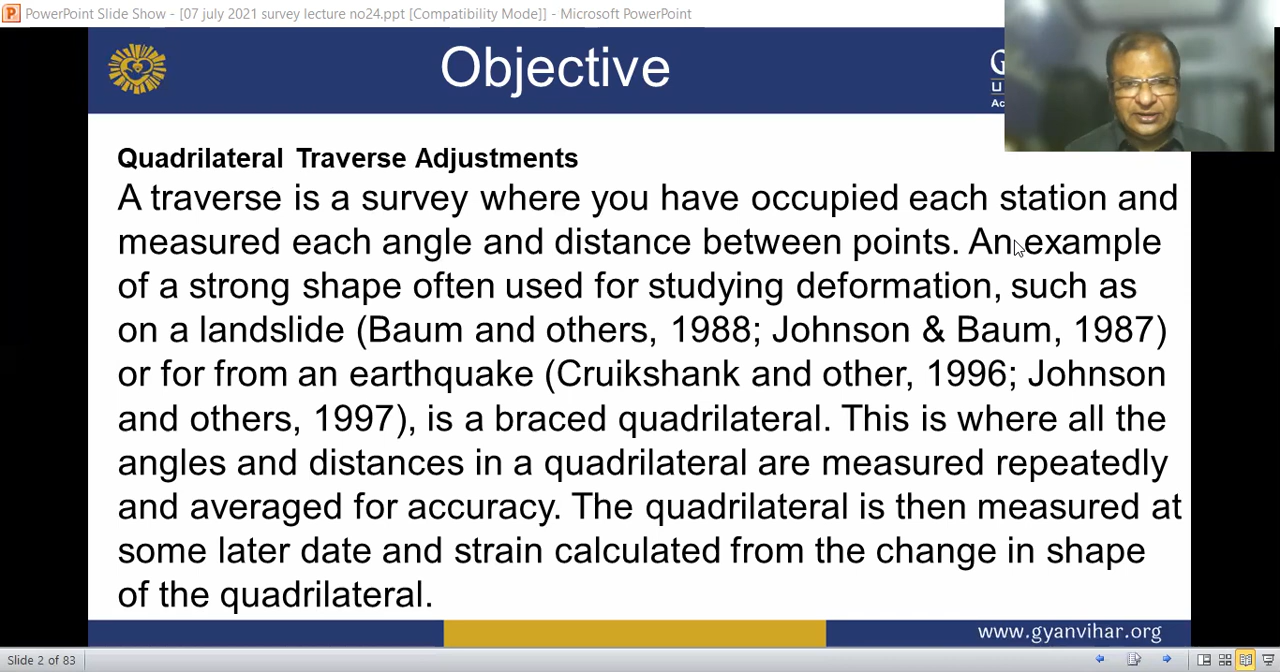 PowerPoint Slide Show - [07 july 2021 survey lecture no24.ppt [Compatibility Mode]] - Microsoft PowerPoint
Objective
G
U
Ac
Quadrilateral Traverse Adjustments
A traverse is a survey where you have occupied each station and
measured each angle and distance between points. An example
of a strong shape often used for studying deformation, such as
on a landslide (Baum and others, 1988; Johnson & Baum, 1987)
or for from an earthquake (Cruikshank and other, 1996; Johnson
and others, 1997), is a braced quadrilateral. This is where all the
angles and distances in a quadrilateral are measured repeatedly
and averaged for accuracy. The quadrilateral is then measured at
some later date and strain calculated from the change in shape
of the quadrilateral.
www.gyanvihar.org
Slide 2 of 83